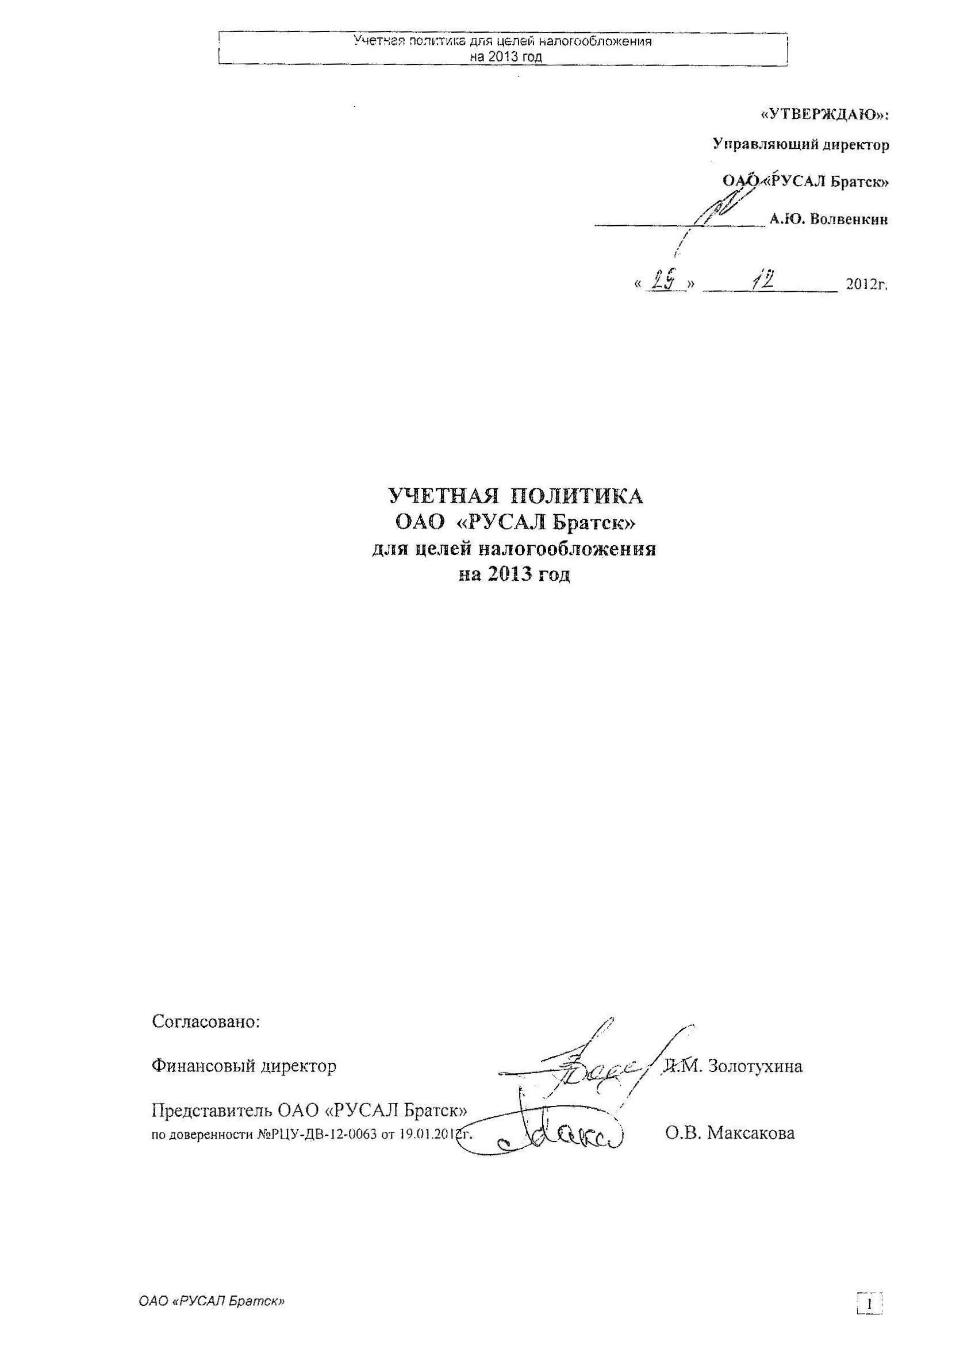 Учетная политика для целей налогообложения
на 2013 год
«УТВЕРЖДАЮ»:
Управляющий директор
ОАО «РУСАЛ Братск»
А.Ю. Волвенкин
« 25 » 12 2012г.
УЧЕТНАЯ ПОЛИТИКА
ОАО «РУСАЛ Братск»
для целей налогообложения
на 2013 год
Согласовано:
Финансовый директор
М. Золотухина
Представитель ОАО «РУСАЛ Братск»
по доверенности №РЦУ-ДВ-12-0063 от 19.01.2012г.
О.В. Максакова
ОАО «РУСАЛ Братск»
1